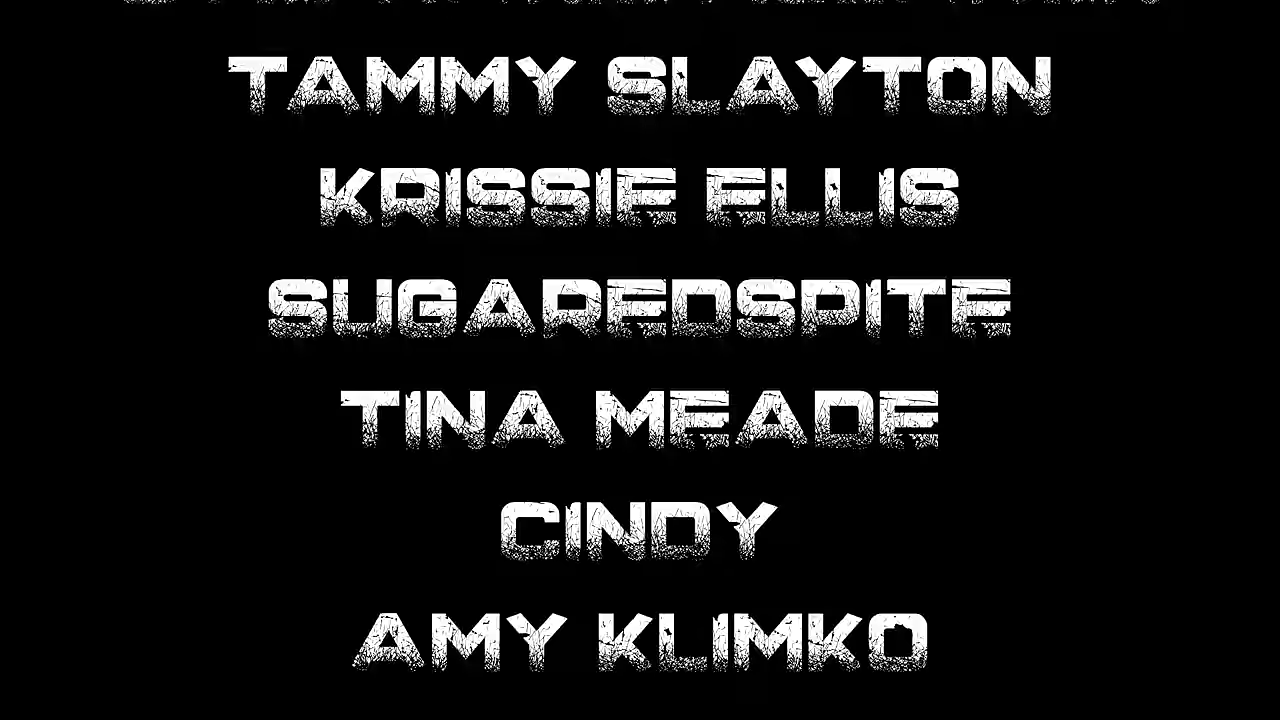 TAMMY SLAYTON
KRISSIE ELLIS
SUGAREDSPITE
TINA MEADE
CINDY
AMY KLIMKO